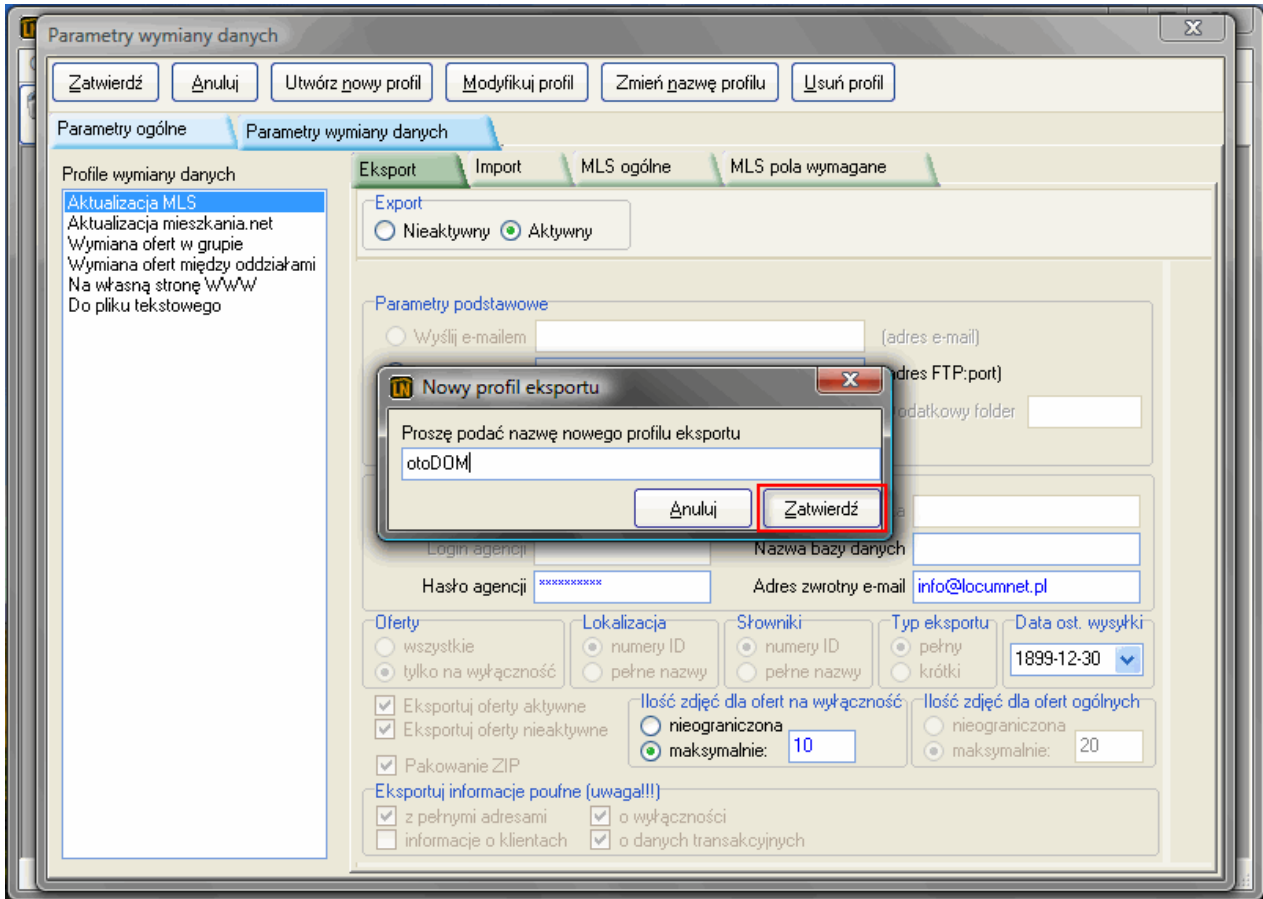 Parametry wymiany danych
Zatwierdź Anuluj Utwórz nowy profil Modyfikuj profil Zmień nazwę profilu Usuń profil
Parametry ogólne Parametry wymiany danych
Profile wymiany danych
Aktualizacja MLS
Aktualizacja mieszkania.net
Wymiana ofert w grupie
Wymiana ofert między oddziałami
Na własną stronę WWW
Do pliku tekstowego
Eksport Import MLS ogólne MLS pola wymagane
Export
Nieaktywny Aktywny
Parametry podstawowe
Wyślij e-mailem (adres e-mail)
adres FTP:port)
Dodatkowy folder
Nowy profil eksportu
Proszę podać nazwę nowego profilu eksportu
otoDOM
Anuluj Zatwierdź
Login agencji Nazwa bazy danych
Hasło agencji ********** Adres zwrotny e-mail info@locumnet.pl
Oferty Lokalizacja Słowniki Typ eksportu Data ost. wysyłki
wszystkie numery ID numery ID pełny 1899-12-30
tylko na wyłączność pełne nazwy pełne nazwy krótki
Eksportuj oferty aktywne Ilość zdjęć dla ofert na wyłączność Ilość zdjęć dla ofert ogólnych
Eksportuj oferty nieaktywne nieograniczona nieograniczona
maksymalnie: 10 maksymalnie: 20
Pakowanie ZIP
Eksportuj informacje poufne (uwaga!!!)
z pełnymi adresami o wyłączności
informacje o klientach o danych transakcyjnych